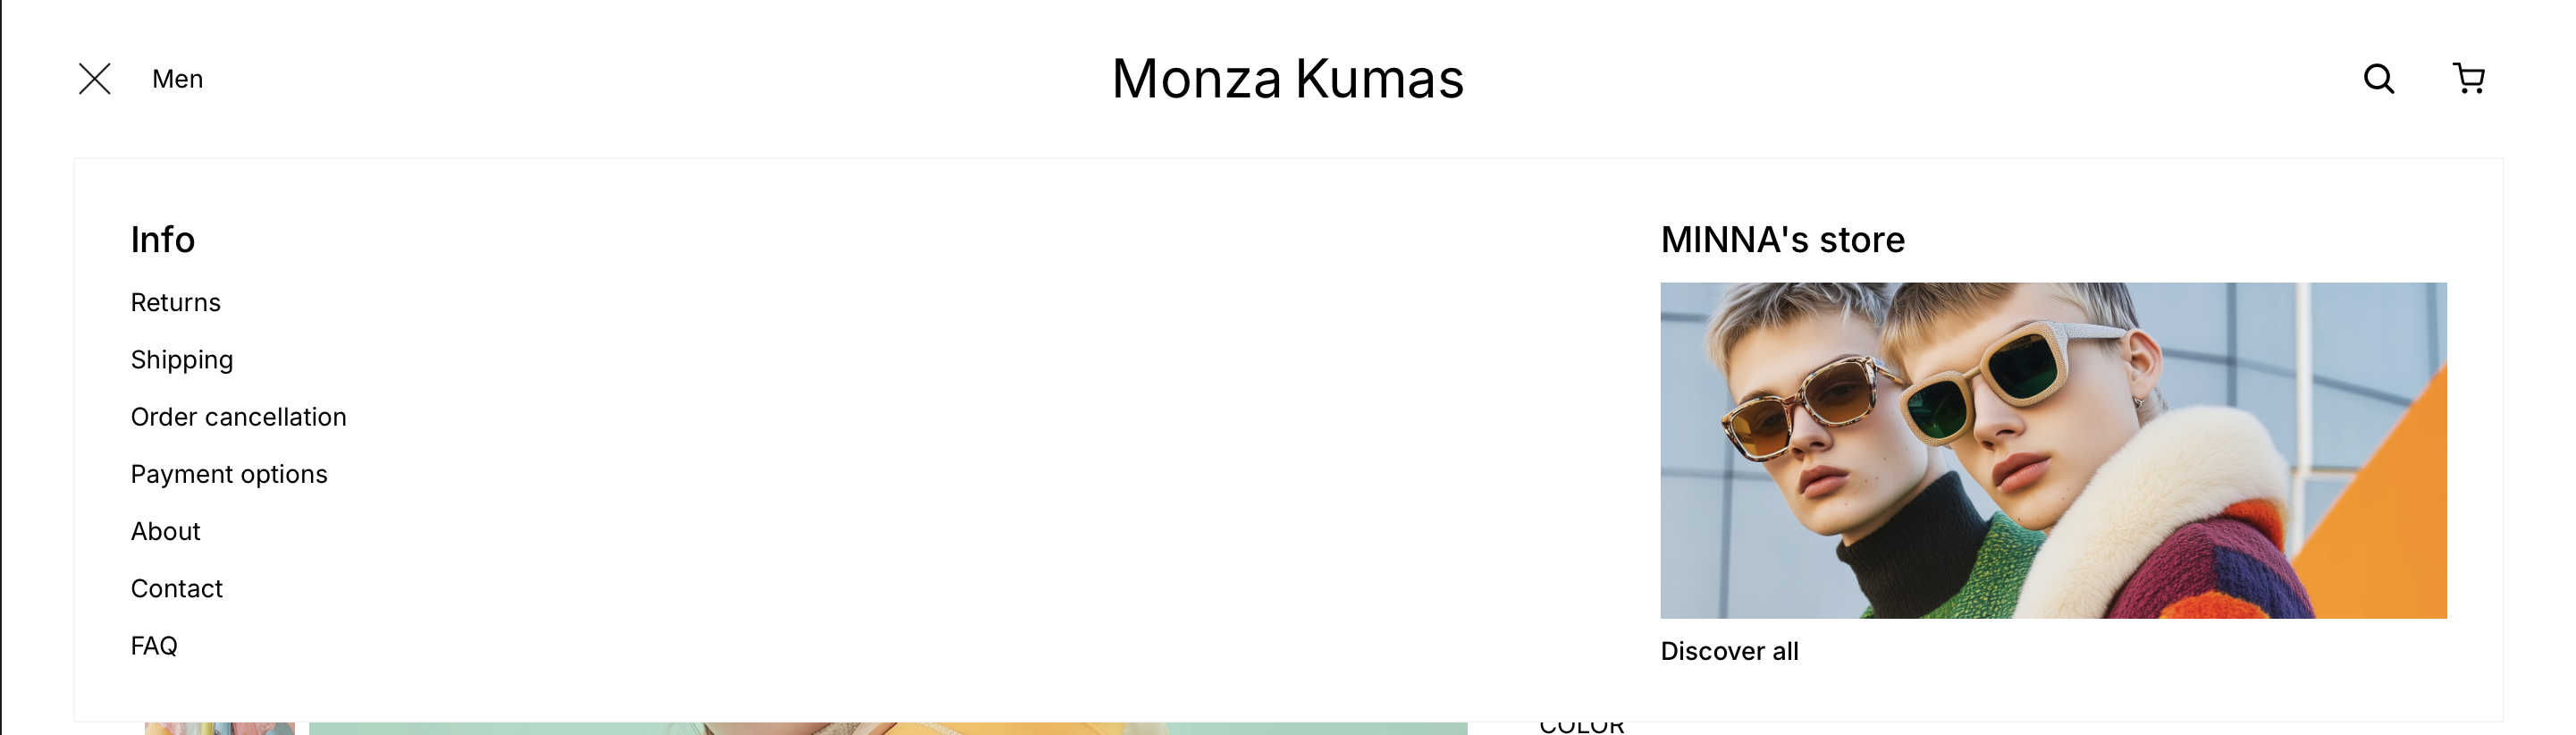 Men
Monza Kumas
Info
Returns
Shipping
Order cancellation
Payment options
About
Contact
FAQ
MINNA's store
Discover all
COLOR